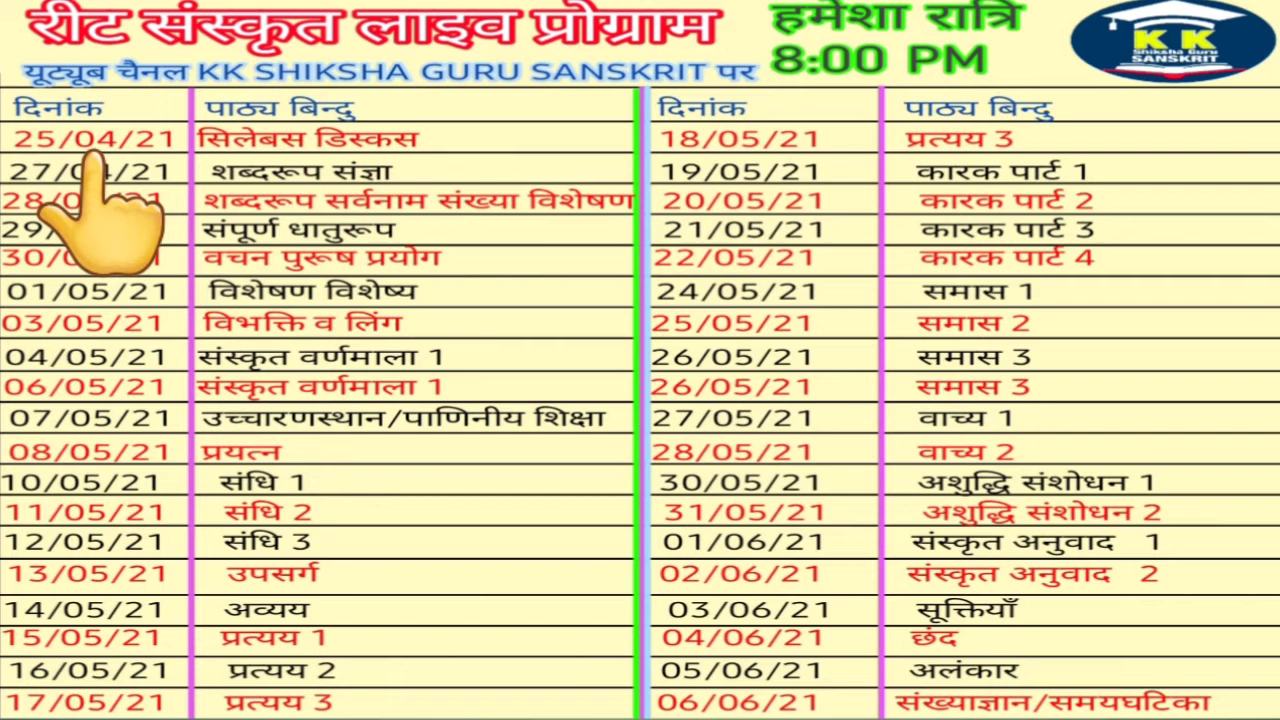 रीट संस्कृत लाइव प्रोग्राम
यूट्यूब चैनल KK SHIKSHA GURU SANSKRIT पर
हमेशा रात्रि
8:00 PM
KK
Shiksha Guru
SANSKRIT
दिनांक पाठ्य बिन्दु
25/04/21 सिलेबस डिस्कस
27/04/21 शब्दरूप संज्ञा
28/ शब्दरूप सर्वनाम संख्या विशेषण
29/ संपूर्ण धातुरूप
30/ वचन पुरूष प्रयोग
01/05/21 विशेषण विशेष्य
03/05/21 विभक्ति व लिंग
04/05/21 संस्कृत वर्णमाला 1
06/05/21 संस्कृत वर्णमाला 1
07/05/21 उच्चारणस्थान/पाणिनीय शिक्षा
08/05/21 प्रयत्न
10/05/21 संधि 1
11/05/21 संधि 2
12/05/21 संधि 3
13/05/21 उपसर्ग
14/05/21 अव्यय
15/05/21 प्रत्यय 1
16/05/21 प्रत्यय 2
17/05/21 प्रत्यय 3
दिनांक पाठ्य बिन्दु
18/05/21 प्रत्यय 3
19/05/21 कारक पार्ट 1
20/05/21 कारक पार्ट 2
21/05/21 कारक पार्ट 3
22/05/21 कारक पार्ट 4
24/05/21 समास 1
25/05/21 समास 2
26/05/21 समास 3
26/05/21 समास 3
27/05/21 वाच्य 1
28/05/21 वाच्य 2
30/05/21 अशुद्धि संशोधन 1
31/05/21 अशुद्धि संशोधन 2
01/06/21 संस्कृत अनुवाद 1
02/06/21 संस्कृत अनुवाद 2
03/06/21 सूक्तियाँ
04/06/21 छंद
05/06/21 अलंकार
06/06/21 संख्याज्ञान/समयघटिका